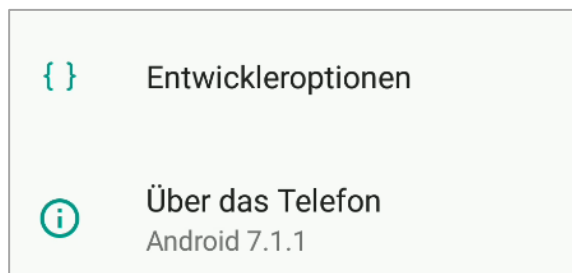 { } Entwickleroptionen
Über das Telefon
Android 7.1.1